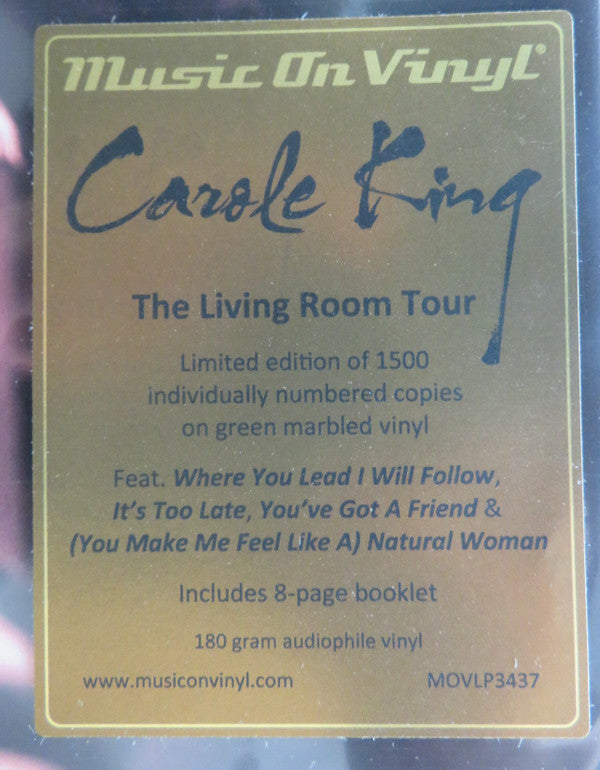 Music On Vinyl®
Carole King
The Living Room Tour
Limited edition of 1500
individually numbered copies
on green marbled vinyl
Feat. Where You Lead I Will Follow,
It's Too Late, You've Got A Friend &
(You Make Me Feel Like A) Natural Woman
Includes 8-page booklet
180 gram audiophile vinyl
www.musiconvinyl.com MOVLP3437